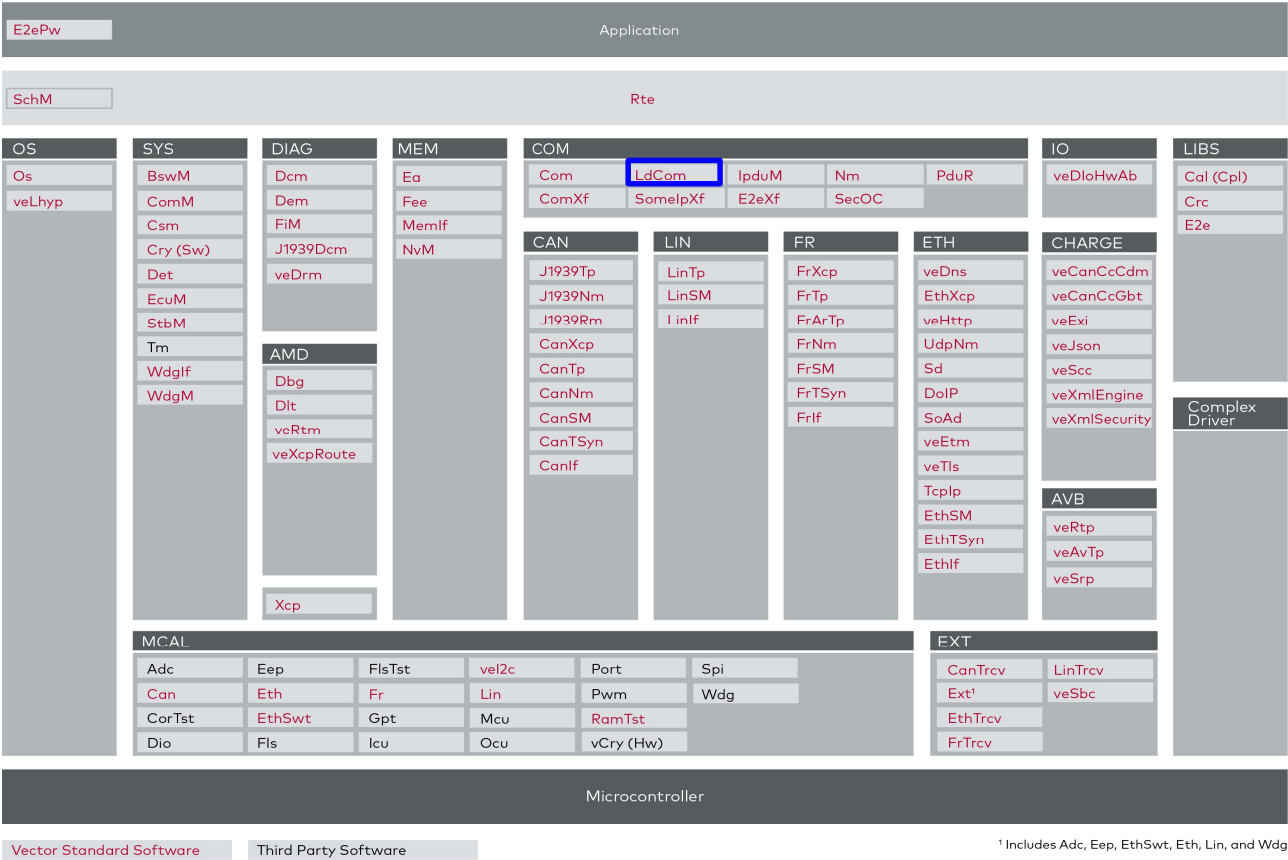 E2ePw
Application
SchM
Rte
OS
Os
veLhyp
SYS
BswM
ComM
Csm
Cry (Sw)
Det
EcuM
StbM
Tm
WdgIf
WdgM
DIAG
Dcm
Dem
FiM
J1939Dcm
veDrm
AMD
Dbg
Dlt
veRtm
veXcpRoute
Xcp
MEM
Ea
Fee
MemIf
NvM
COM
Com
LdCom
IpduM
Nm
PduR
ComXf
SomeIpXf
E2eXf
SecOC
CAN
J1939Tp
J1939Nm
J1939Rm
CanXcp
CanTp
CanNm
CanSM
CanTSyn
CanIf
LIN
LinTp
LinSM
LinIf
FR
FrXcp
FrTp
FrArTp
FrNm
FrSM
FrTSyn
FrIf
ETH
veDns
EthXcp
veHttp
UdpNm
Sd
DoIP
SoAd
veEtm
veTls
TcpIp
EthSM
EthTSyn
EthIf
IO
veDIoHwAb
CHARGE
veCanCcCdm
veCanCcGbt
veExi
veJson
veScc
veXmlEngine
veXmlSecurity
AVB
veRtp
veAvTp
veSrp
LIBS
Cal (Cpl)
Crc
E2e
Complex
Driver
MCAL
Adc
Eep
FlsTst
veI2c
Port
Spi
Can
Eth
Fr
Lin
Pwm
Wdg
CorTst
EthSwt
Gpt
Mcu
RamTst
Dio
Fls
Icu
Ocu
vCry (Hw)
EXT
CanTrcv
LinTrcv
Ext¹
veSbc
EthTrcv
FrTrcv
Microcontroller
Vector Standard Software
Third Party Software
¹ Includes Adc, Eep, EthSwt, Eth, Lin, and Wdg